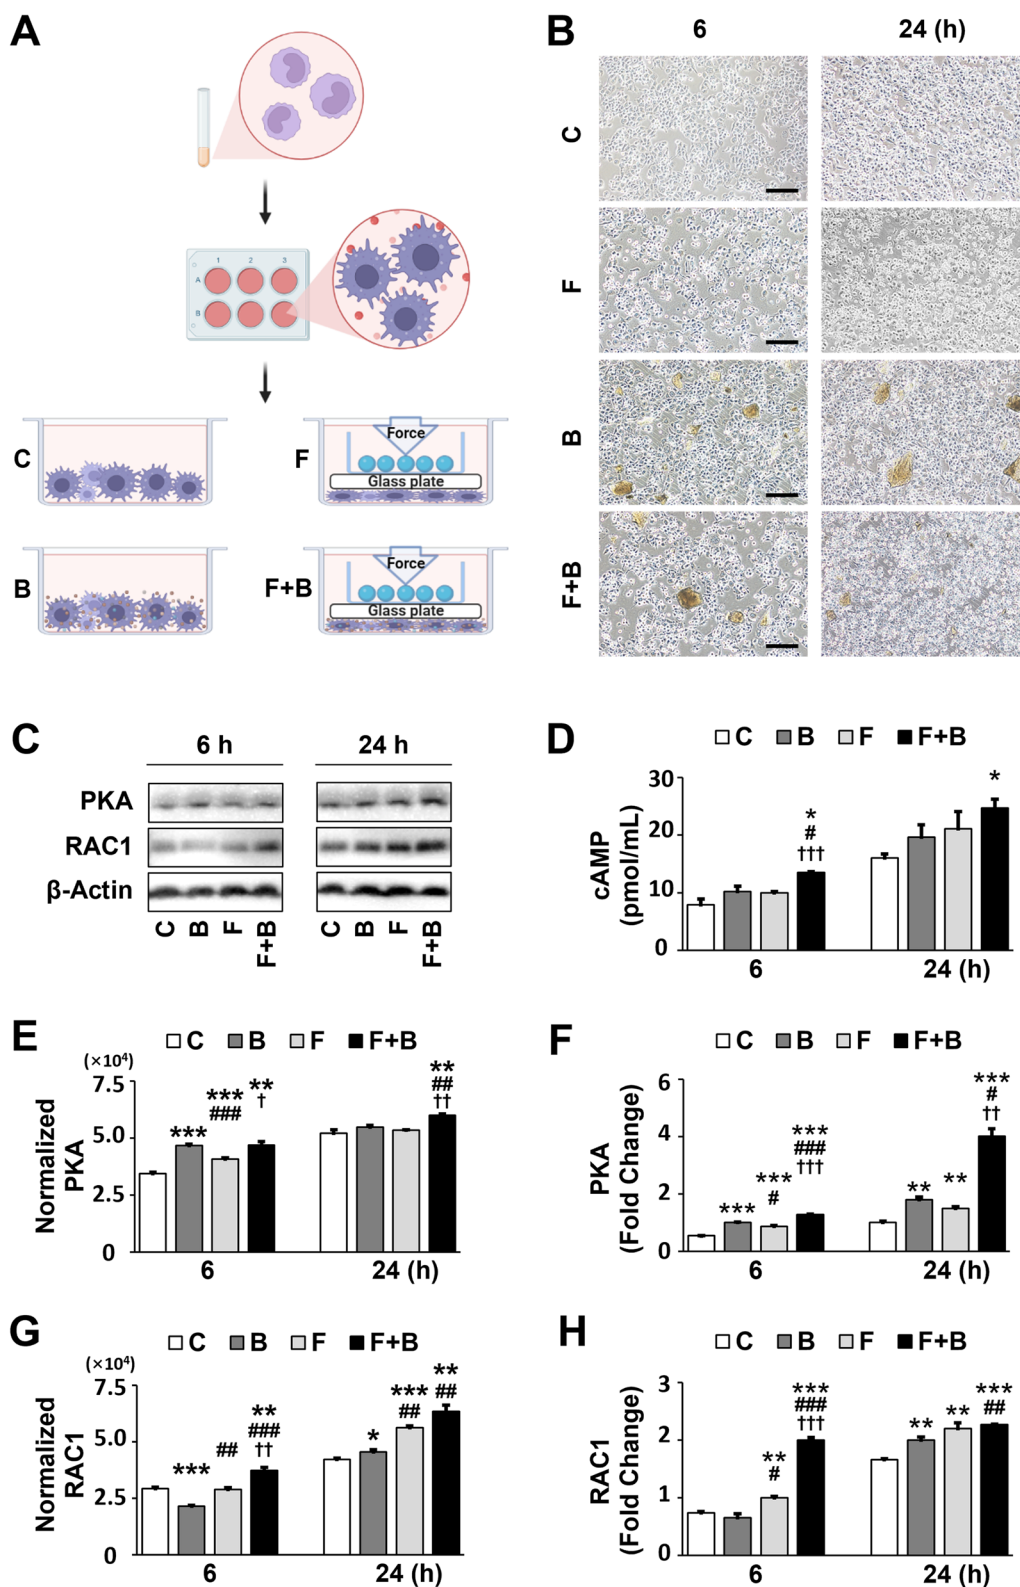 A
1 2 3
A
B
C
Force
Glass plate
F
B
Force
Glass plate
F+B
B
6 24 (h)
C
F
B
F+B
C
6 h 24 h
PKA
RAC1
β-Actin
C B F F+B C B F F+B
D
C B F F+B
cAMP
(pmol/mL)
30
20
10
0
*
#
†††
*
6 24 (h)
E
C B F F+B
(×10⁴)
Normalized
PKA
7.5
5.0
2.5
0
***
***
###
**
†
**
##
††
6 24 (h)
F
C B F F+B
PKA
(Fold Change)
6
4
2
0
***
***
#
***
###
†††
**
**
***
#
††
6 24 (h)
G
C B F F+B
(×10⁴)
Normalized
RAC1
7.5
5.0
2.5
0
***
##
**
###
††
*
***
##
**
##
6 24 (h)
H
C B F F+B
RAC1
(Fold Change)
3
2
1
0
**
#
***
###
†††
**
**
***
##
6 24 (h)